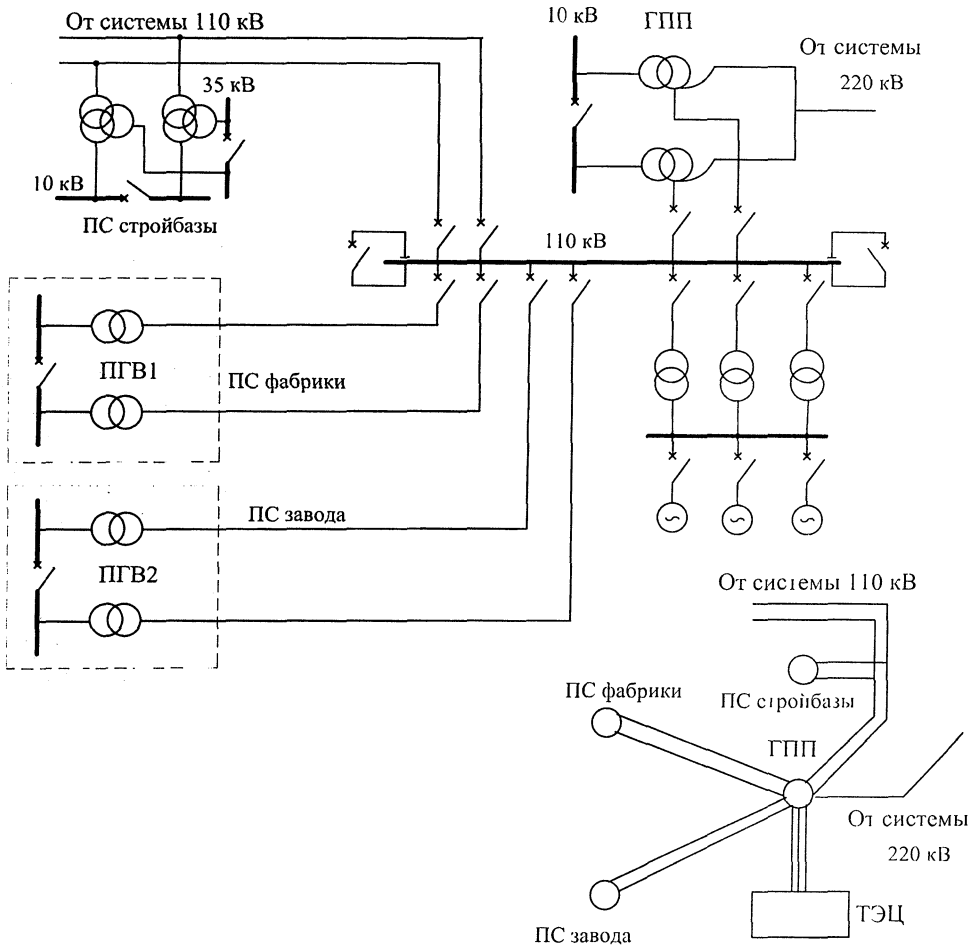 От системы 110 кВ
10 кВ
ГПП
От системы
220 кВ
35 кВ
10 кВ
ПС стройбазы
110 кВ
ПГВ1
ПС фабрики
ПС завода
ПГВ2
От системы 110 кВ
ПС фабрики
ПС стройбазы
ГПП
От системы
220 кВ
ТЭЦ
ПС завода